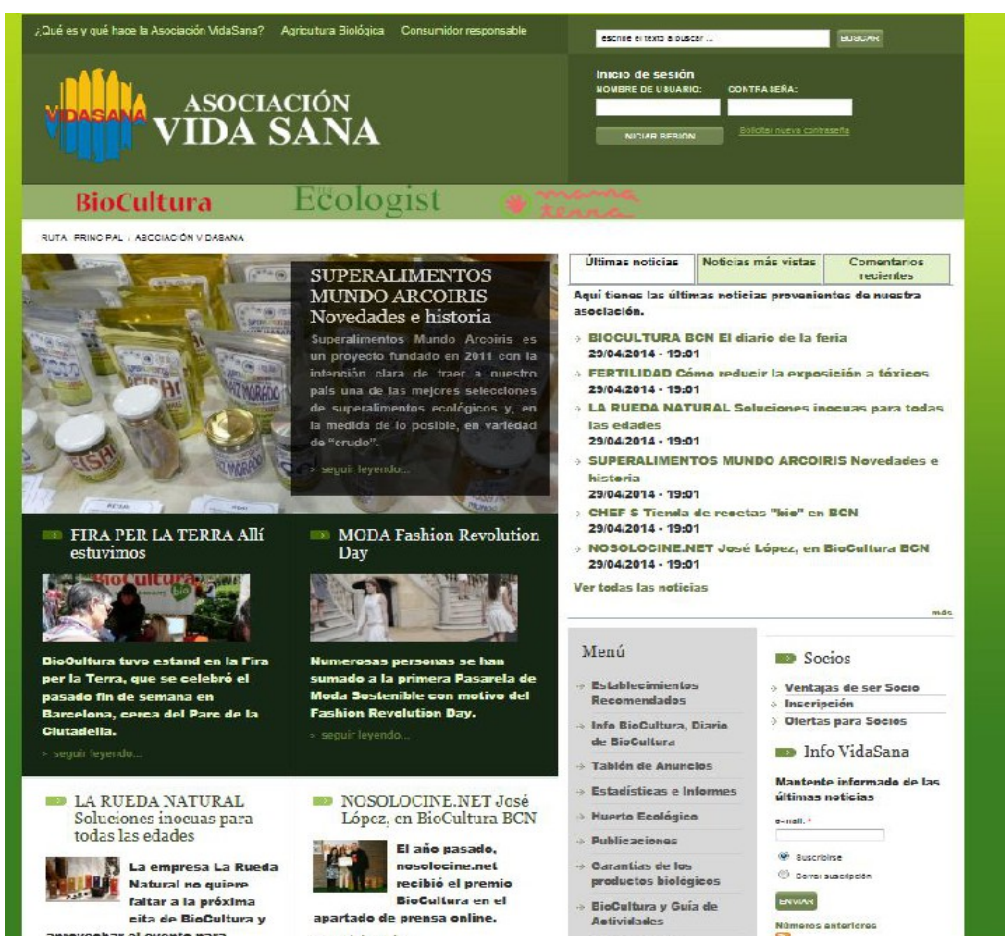 ¿Qué es y qué hace la Asociación VidaSana? Agricutura Biológica Consumidor responsable
escribe el texto a buscar ...
BUSCAR
Inicio de sesión
NOMBRE DE USUARIO: CONTRASEÑA:
INICIAR SESIÓN
Solicitar nueva contraseña
VIDASANA
ASOCIACIÓN
VIDA SANA
BioCultura
THE Ecologist
mama
terra
RUTA: PRINCIPAL / ASOCIACIÓN VIDASANA
SUPERALIMENTOS
MUNDO ARCOIRIS
Novedades e historia
Superalimentos Mundo Arcoiris es
un proyecto fundado en 2011 con la
intención clara de traer a nuestro
país una de las mejores selecciones
de superalimentos ecológicos y, en
la medida de lo posible, en variedad
de "crudo".
seguir leyendo...
FIRA PER LA TERRA Allí
estuvimos
BioCultura
BioCultura tuvo estand en la Fira
per la Terra, que se celebró el
pasado fin de semana en
Barcelona, cerca del Parc de la
Ciutadella.
seguir leyendo...
MODA Fashion Revolution
Day
Numerosas personas se han
sumado a la primera Pasarela de
Moda Sostenible con motivo del
Fashion Revolution Day.
seguir leyendo...
LA RUEDA NATURAL
Soluciones inocuas para
todas las edades
La empresa La Rueda
Natural no quiere
faltar a la próxima
cita de BioCultura y
aprovechar el evento para
NOSOLOCINE.NET José
López, en BioCultura BCN
El año pasado,
nosolocine.net
recibió el premio
BioCultura en el
apartado de prensa online.
Últimas noticias
Noticias más vistas
Comentarios
recientes
Aquí tienes las últimas noticias provenientes de nuestra
asociación.
BIOCULTURA BCN El diario de la feria
29/04/2014 - 19:01
FERTILIDAD Cómo reducir la exposición a tóxicos
29/04/2014 - 19:01
LA RUEDA NATURAL Soluciones inocuas para todas
las edades
29/04/2014 - 19:01
SUPERALIMENTOS MUNDO ARCOIRIS Novedades e
historia
29/04/2014 - 19:01
CHEF $ Tienda de recetas "bio" en BCN
29/04/2014 - 19:01
NOSOLOCINE.NET José López, en BioCultura BCN
29/04/2014 - 19:01
Ver todas las noticias
más
Menú
Establecimientos
Recomendados
Info BioCultura, Diario
de BioCultura
Tablón de Anuncios
Estadísticas e Informes
Huerto Ecológico
Publicaciones
Garantías de los
productos biológicos
BioCultura y Guía de
Actividades
Socios
Ventajas de ser Socio
Inscripción
Ofertas para Socios
Info VidaSana
Mantente informado de las
últimas noticias
e-mail: *
Suscribirse
Cerrar suscripción
ENVIAR
Números anteriores